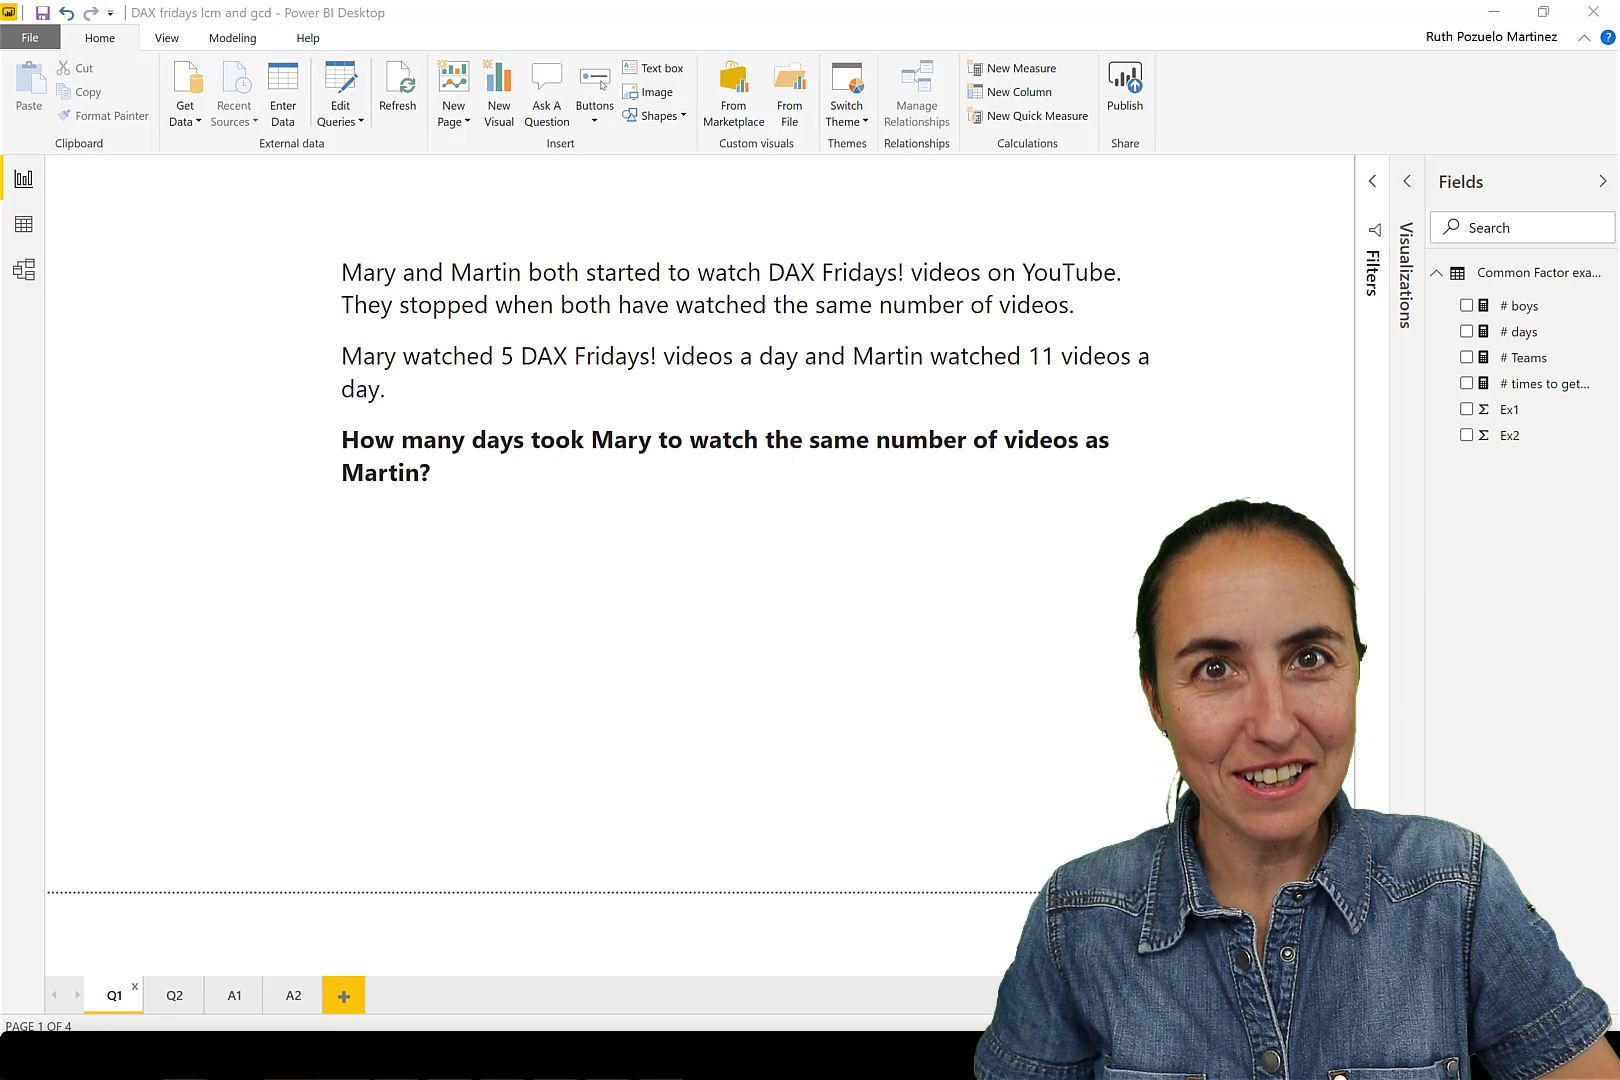 DAX fridays lcm and gcd - Power BI Desktop
File
Home
View
Modeling
Help
Ruth Pozuelo Martinez
?
Paste
Cut
Copy
Format Painter
Clipboard
Get
Data
Recent
Sources
Enter
Data
Edit
Queries
Refresh
External data
New
Page
New
Visual
Ask A
Question
Buttons
Text box
Image
Shapes
Insert
From
Marketplace
From
File
Custom visuals
Switch
Theme
Themes
Manage
Relationships
Relationships
New Measure
New Column
New Quick Measure
Calculations
Publish
Share
Mary and Martin both started to watch DAX Fridays! videos on YouTube.
They stopped when both have watched the same number of videos.
Mary watched 5 DAX Fridays! videos a day and Martin watched 11 videos a
day.
How many days took Mary to watch the same number of videos as
Martin?
Filters
Visualizations
Fields
Search
Common Factor exa...
# boys
# days
# Teams
# times to get...
Σ Ex1
Σ Ex2
Q1
x
Q2
A1
A2
+
PAGE 1 OF 4